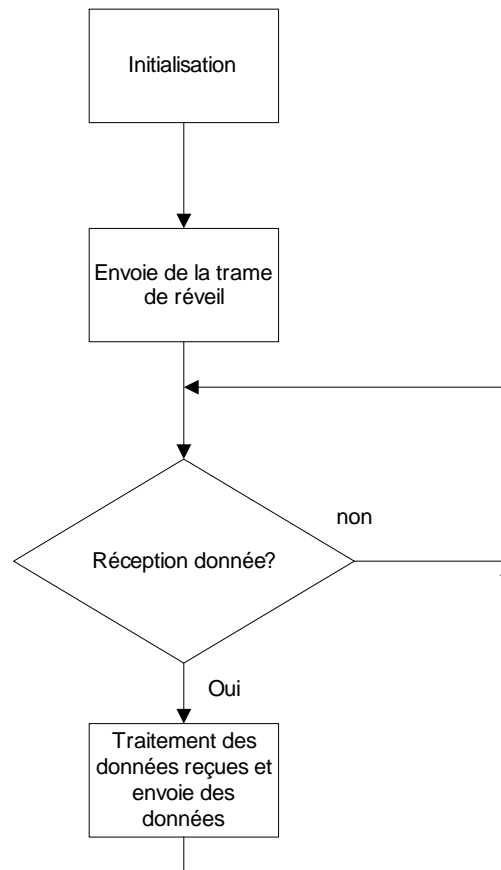 Initialisation
Envoie de la trame
de réveil
non
Réception donnée?
Oui
Traitement des
données reçues et
envoie des
données